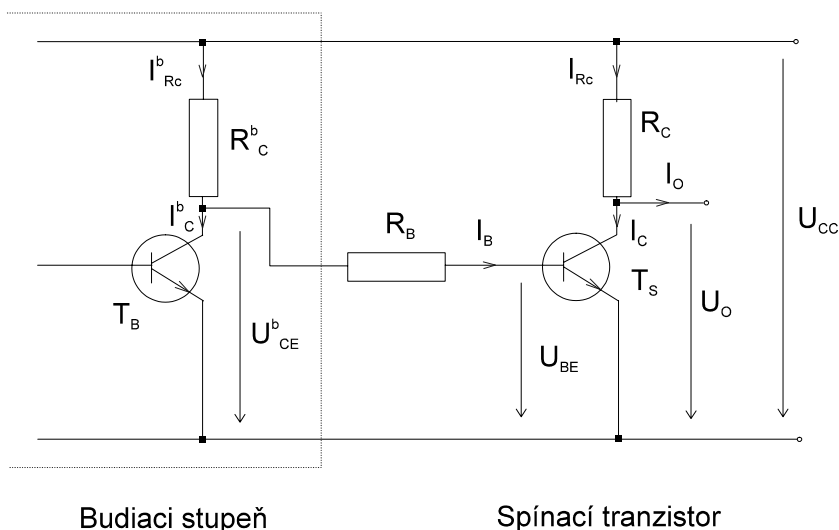 I^b_Rc
R^b_C
I^b_C
T_B
U^b_CE
R_B
I_B
U_BE
I_Rc
R_C
I_O
I_C
T_S
U_O
U_CC
Budiaci stupeň
Spínací tranzistor